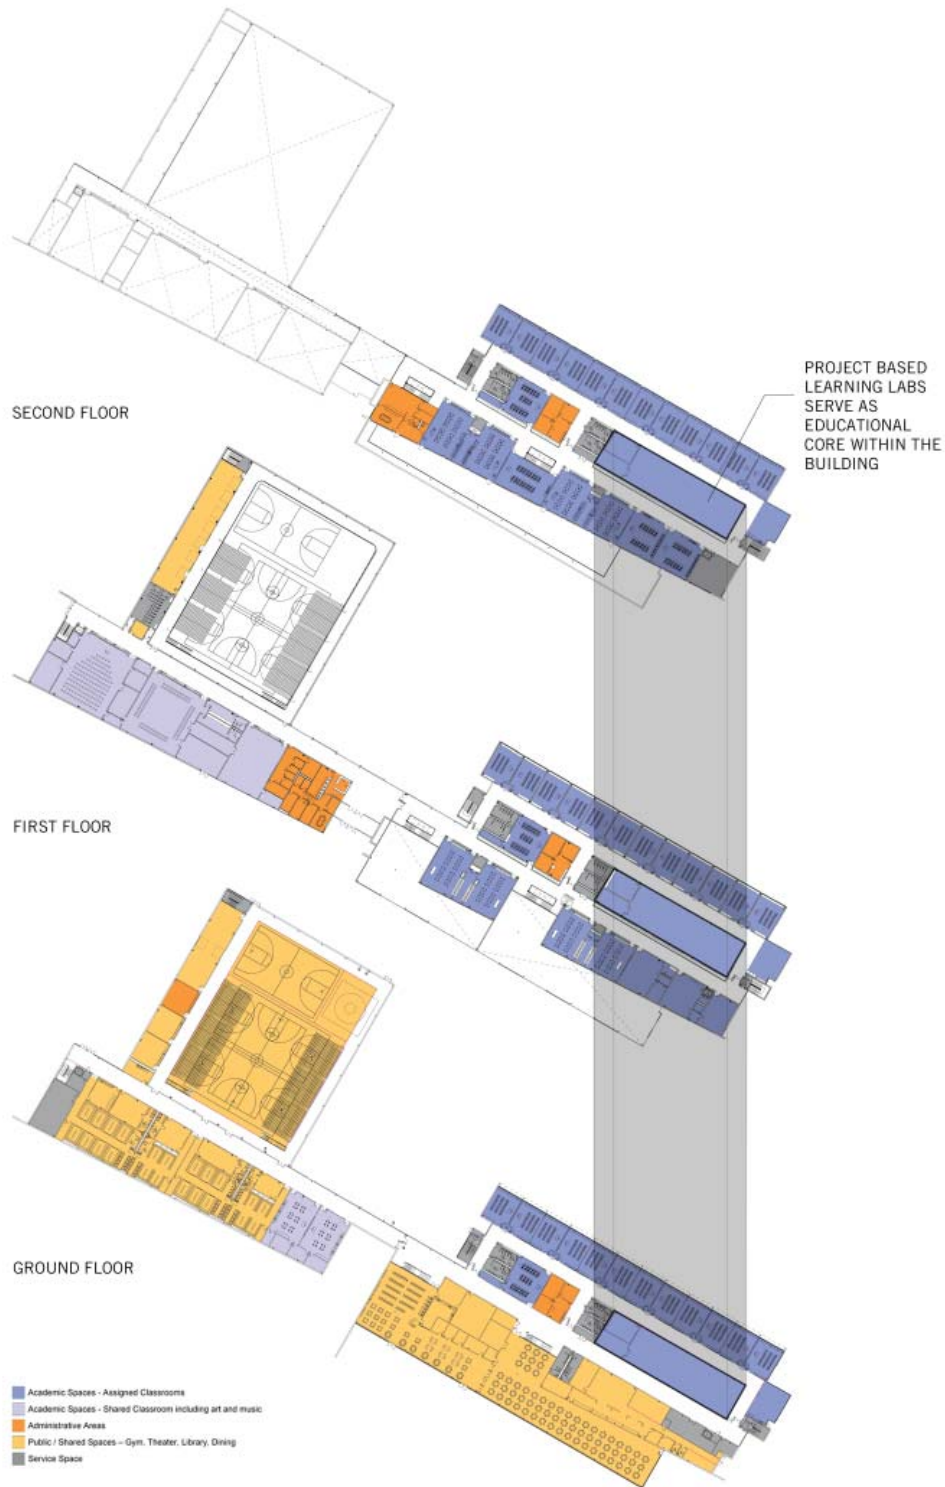 SECOND FLOOR
PROJECT BASED
LEARNING LABS
SERVE AS
EDUCATIONAL
CORE WITHIN THE
BUILDING
FIRST FLOOR
GROUND FLOOR
Academic Spaces - Assigned Classrooms
Academic Spaces - Shared Classroom including art and music
Administrative Areas
Public / Shared Spaces – Gym, Theater, Library, Dining
Service Space